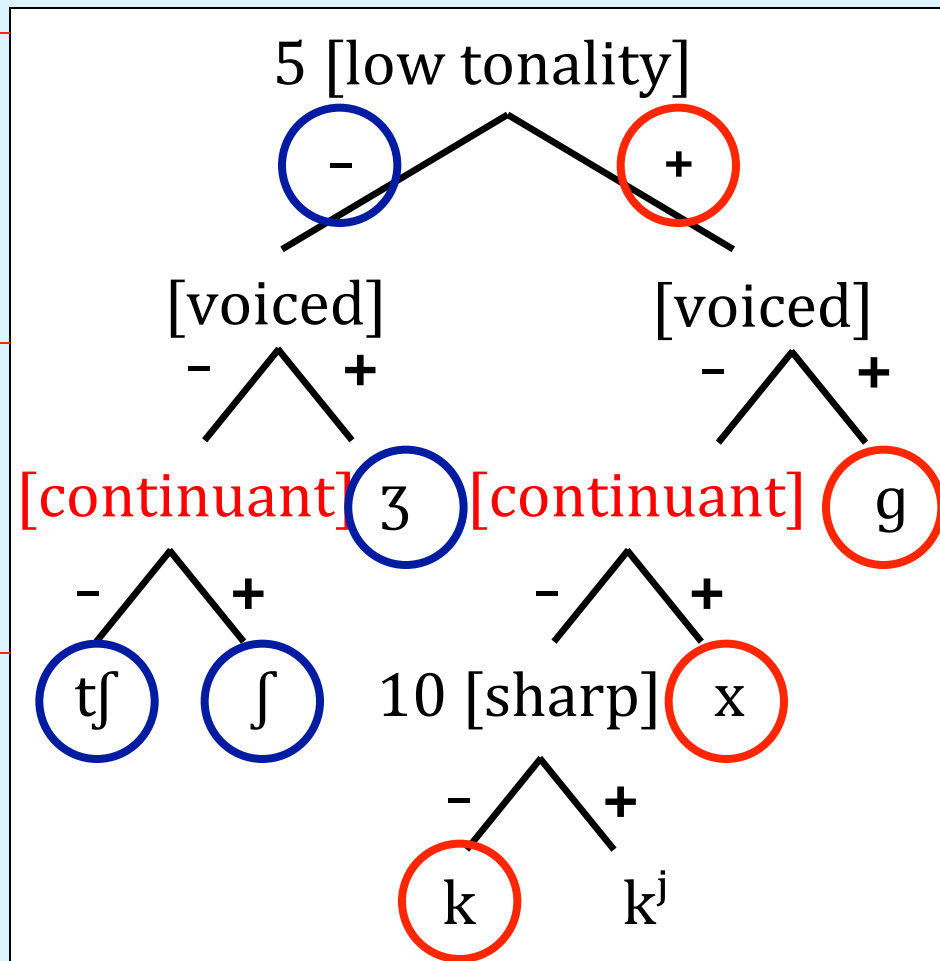 5 [low tonality]
– +
[voiced] [voiced]
– + – +
[continuant] ʒ [continuant] g
– + – +
tʃ ʃ 10 [sharp] x
– +
k kʲ